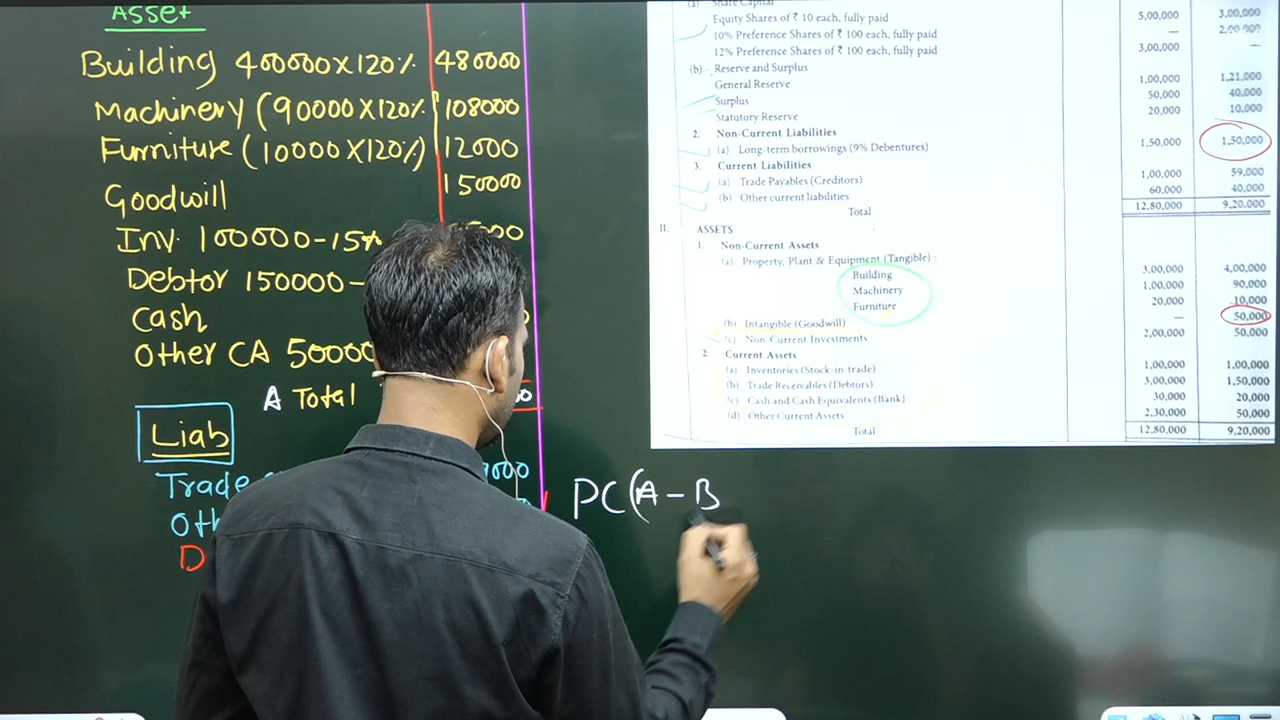 Asset
Building 400000X120% 480000
Machinery (90000X120% 108000
Furniture (10000X120%) 12000
Goodwill 150000
Inv. 100000-15%
Debtor 150000-
Cash
Other CA 50000
A Total
Liab
Trade
Oth
D
PC(A-B
(a) Share Capital
Equity Shares of ₹ 10 each, fully paid 5,00,000 3,00,000
10% Preference Shares of ₹ 100 each, fully paid — 2,00,000
12% Preference Shares of ₹ 100 each, fully paid 3,00,000 —
(b) Reserve and Surplus
General Reserve 1,00,000 1,21,000
Surplus 50,000 40,000
Statutory Reserve 20,000 10,000
2. Non-Current Liabilities
(a) Long-term borrowings (9% Debentures) 1,50,000 1,50,000
3. Current Liabilities
(a) Trade Payables (Creditors) 1,00,000 59,000
(b) Other current liabilities 60,000 40,000
Total 12,80,000 9,20,000
II. ASSETS
1. Non-Current Assets
(a) Property, Plant & Equipment (Tangible) :
Building 3,00,000 4,00,000
Machinery 1,00,000 90,000
Furniture 20,000 10,000
(b) Intangible (Goodwill) — 50,000
(c) Non-Current Investments 2,00,000 50,000
2. Current Assets
(a) Inventories (Stock-in-trade) 1,00,000 1,00,000
(b) Trade Receivables (Debtors) 3,00,000 1,50,000
(c) Cash and Cash Equivalents (Bank) 30,000 20,000
(d) Other Current Assets 2,30,000 50,000
Total 12,80,000 9,20,000